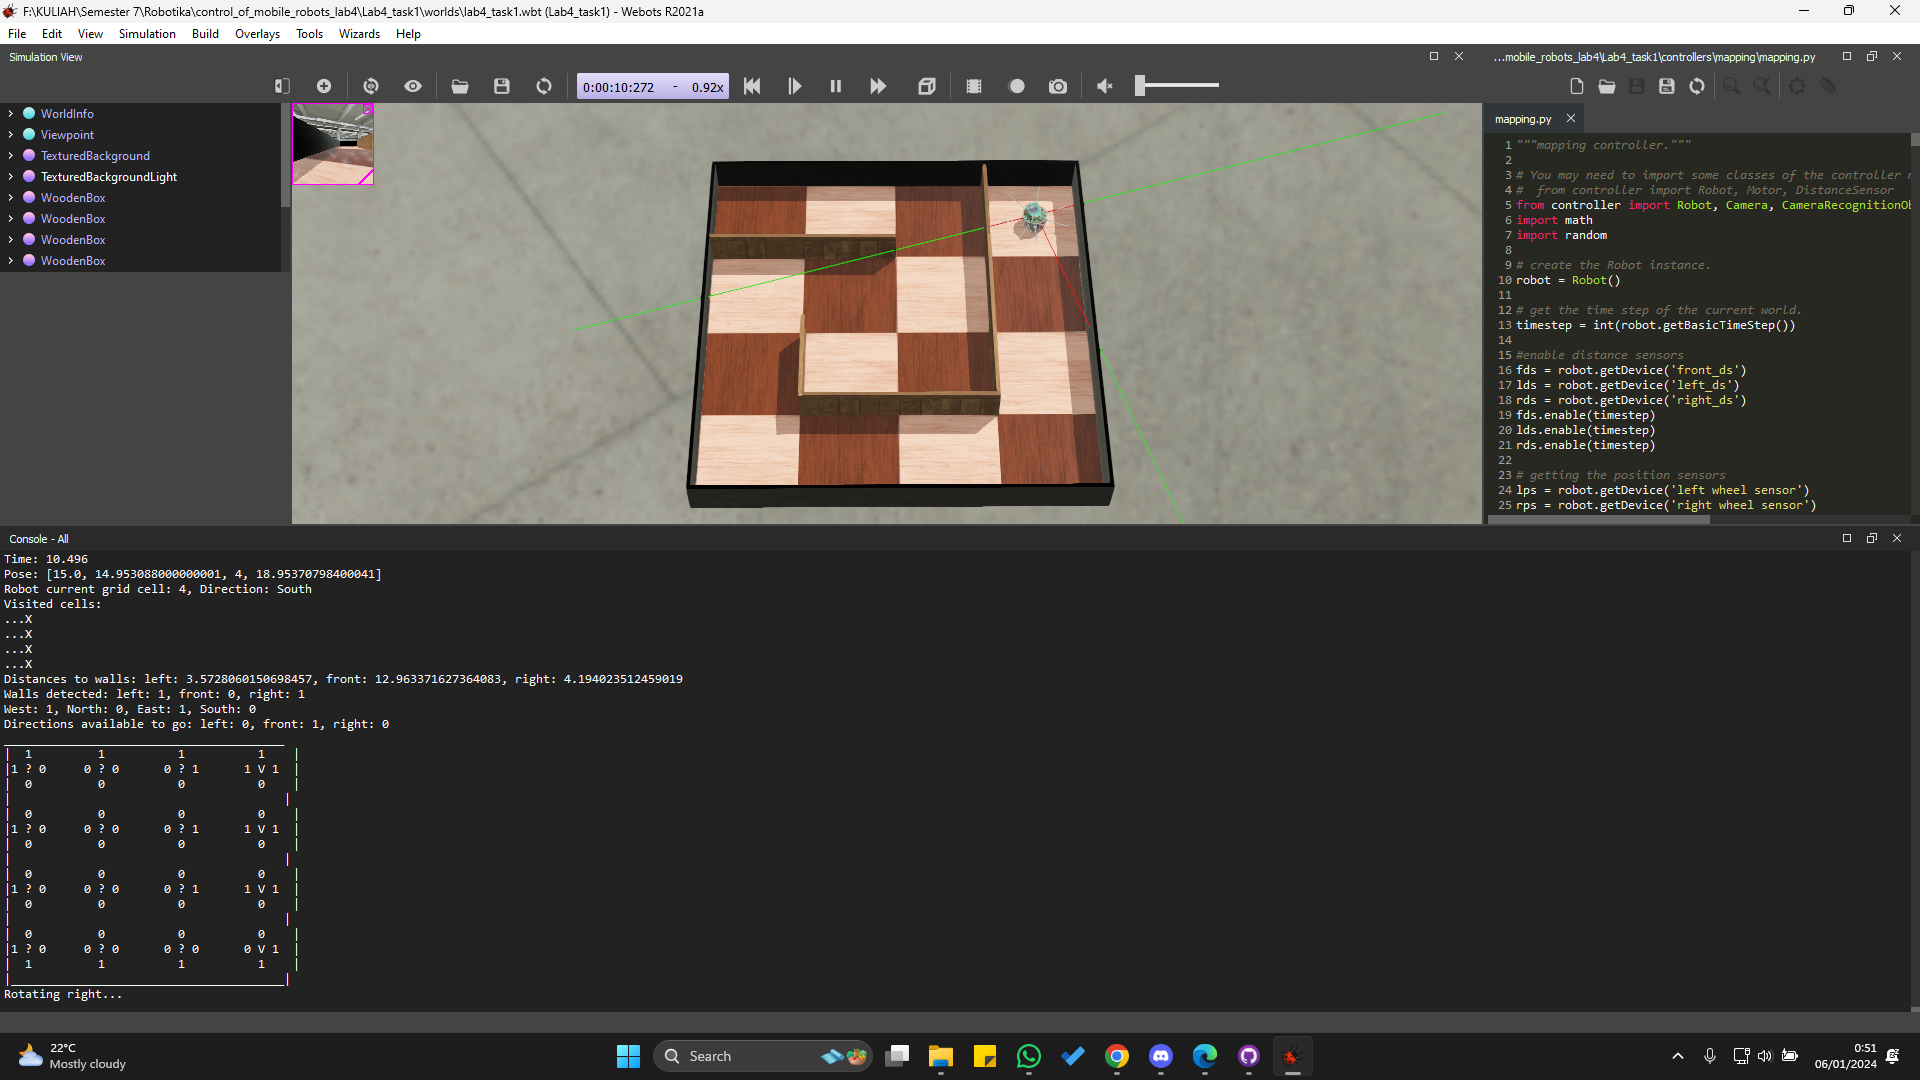 F:\KULIAH\Semester 7\Robotika\control_of_mobile_robots_lab4\Lab4_task1\worlds\lab4_task1.wbt (Lab4_task1) - Webots R2021a
File Edit View Simulation Build Overlays Tools Wizards Help
Simulation View
0:00:10:272 - 0.92x
WorldInfo
Viewpoint
TexturedBackground
TexturedBackgroundLight
WoodenBox
WoodenBox
WoodenBox
WoodenBox
...mobile_robots_lab4\Lab4_task1\controllers\mapping\mapping.py
mapping.py
1 """mapping controller."""
2
3 # You may need to import some classes of the controller
4 #  from controller import Robot, Motor, DistanceSensor
5 from controller import Robot, Camera, CameraRecognitionOb
6 import math
7 import random
8
9 # create the Robot instance.
10 robot = Robot()
11
12 # get the time step of the current world.
13 timestep = int(robot.getBasicTimeStep())
14
15 #enable distance sensors
16 fds = robot.getDevice('front_ds')
17 lds = robot.getDevice('left_ds')
18 rds = robot.getDevice('right_ds')
19 fds.enable(timestep)
20 lds.enable(timestep)
21 rds.enable(timestep)
22
23 # getting the position sensors
24 lps = robot.getDevice('left wheel sensor')
25 rps = robot.getDevice('right wheel sensor')
Console - All
Time: 10.496
Pose: [15.0, 14.953088000000001, 4, 18.95370798400041]
Robot current grid cell: 4, Direction: South
Visited cells:
...X
...X
...X
...X
Distances to walls: left: 3.5728060150698457, front: 12.963371627364083, right: 4.194023512459019
Walls detected: left: 1, front: 0, right: 1
West: 1, North: 0, East: 1, South: 0
Directions available to go: left: 0, front: 1, right: 0
________________________________________
|  1         1          1          1    |
|1 ? 0     0 ? 0      0 ? 1      1 V 1  |
|  0         0          0          0    |
|                                      |
|  0         0          0          0    |
|1 ? 0     0 ? 0      0 ? 1      1 V 1  |
|  0         0          0          0    |
|                                      |
|  0         0          0          0    |
|1 ? 0     0 ? 0      0 ? 1      1 V 1  |
|  0         0          0          0    |
|                                      |
|  0         0          0          0    |
|1 ? 0     0 ? 0      0 ? 0      0 V 1  |
|  1         1          1          1    |
|______________________________________|
Rotating right...
22°C
Mostly cloudy
Search
0:51
06/01/2024